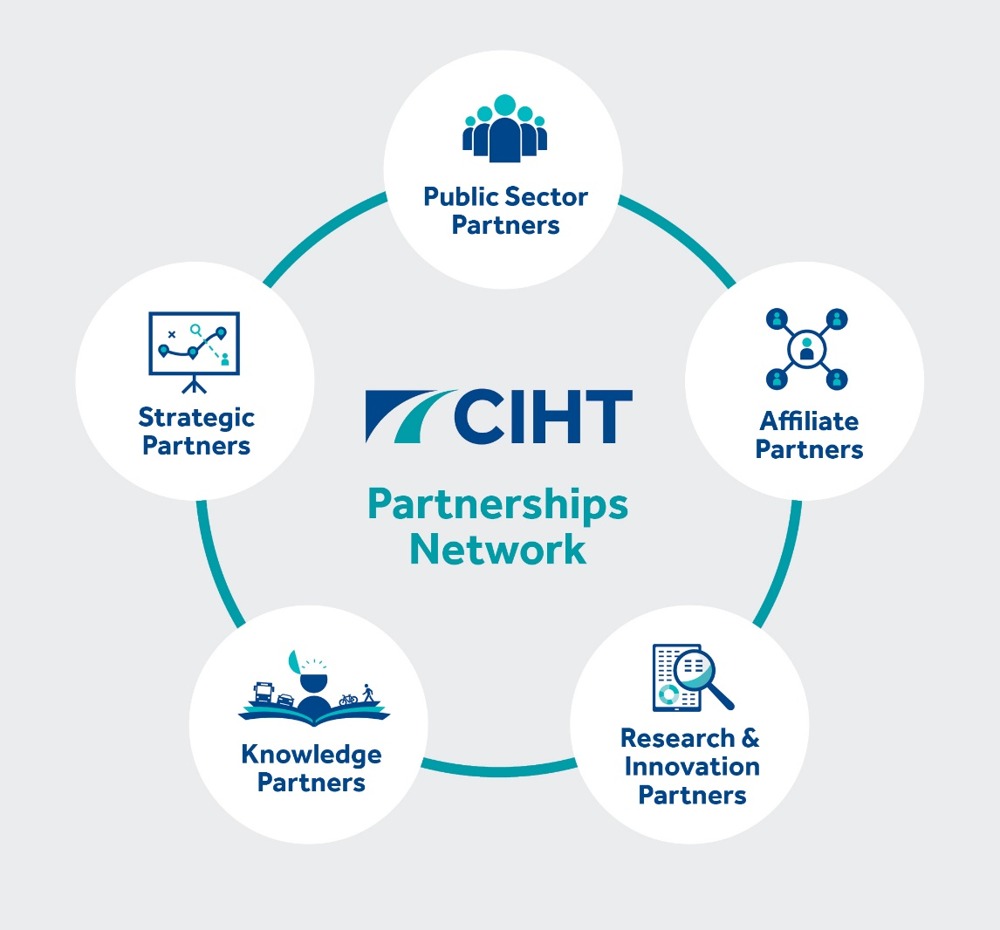 Public Sector
Partners
Strategic
Partners
Affiliate
Partners
CIHT
Partnerships
Network
Knowledge
Partners
Research &
Innovation
Partners